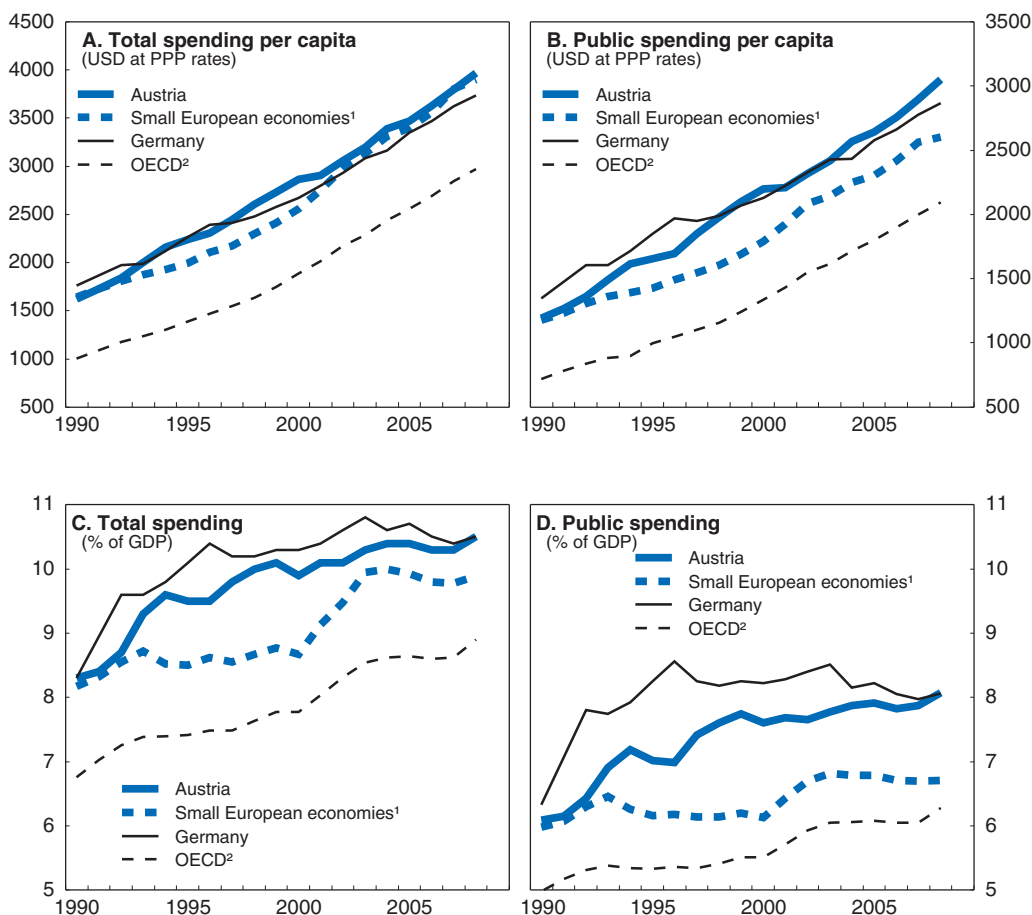 A. Total spending per capita
(USD at PPP rates)
Austria
Small European economies¹
Germany
OECD²
4500
4000
3500
3000
2500
2000
1500
1000
500
1990 1995 2000 2005
B. Public spending per capita
(USD at PPP rates)
Austria
Small European economies¹
Germany
OECD²
3500
3000
2500
2000
1500
1000
500
1990 1995 2000 2005
C. Total spending
(% of GDP)
11
10
9
8
7
6
5
Austria
Small European economies¹
Germany
OECD²
1990 1995 2000 2005
D. Public spending
(% of GDP)
Austria
Small European economies¹
Germany
OECD²
11
10
9
8
7
6
5
1990 1995 2000 2005